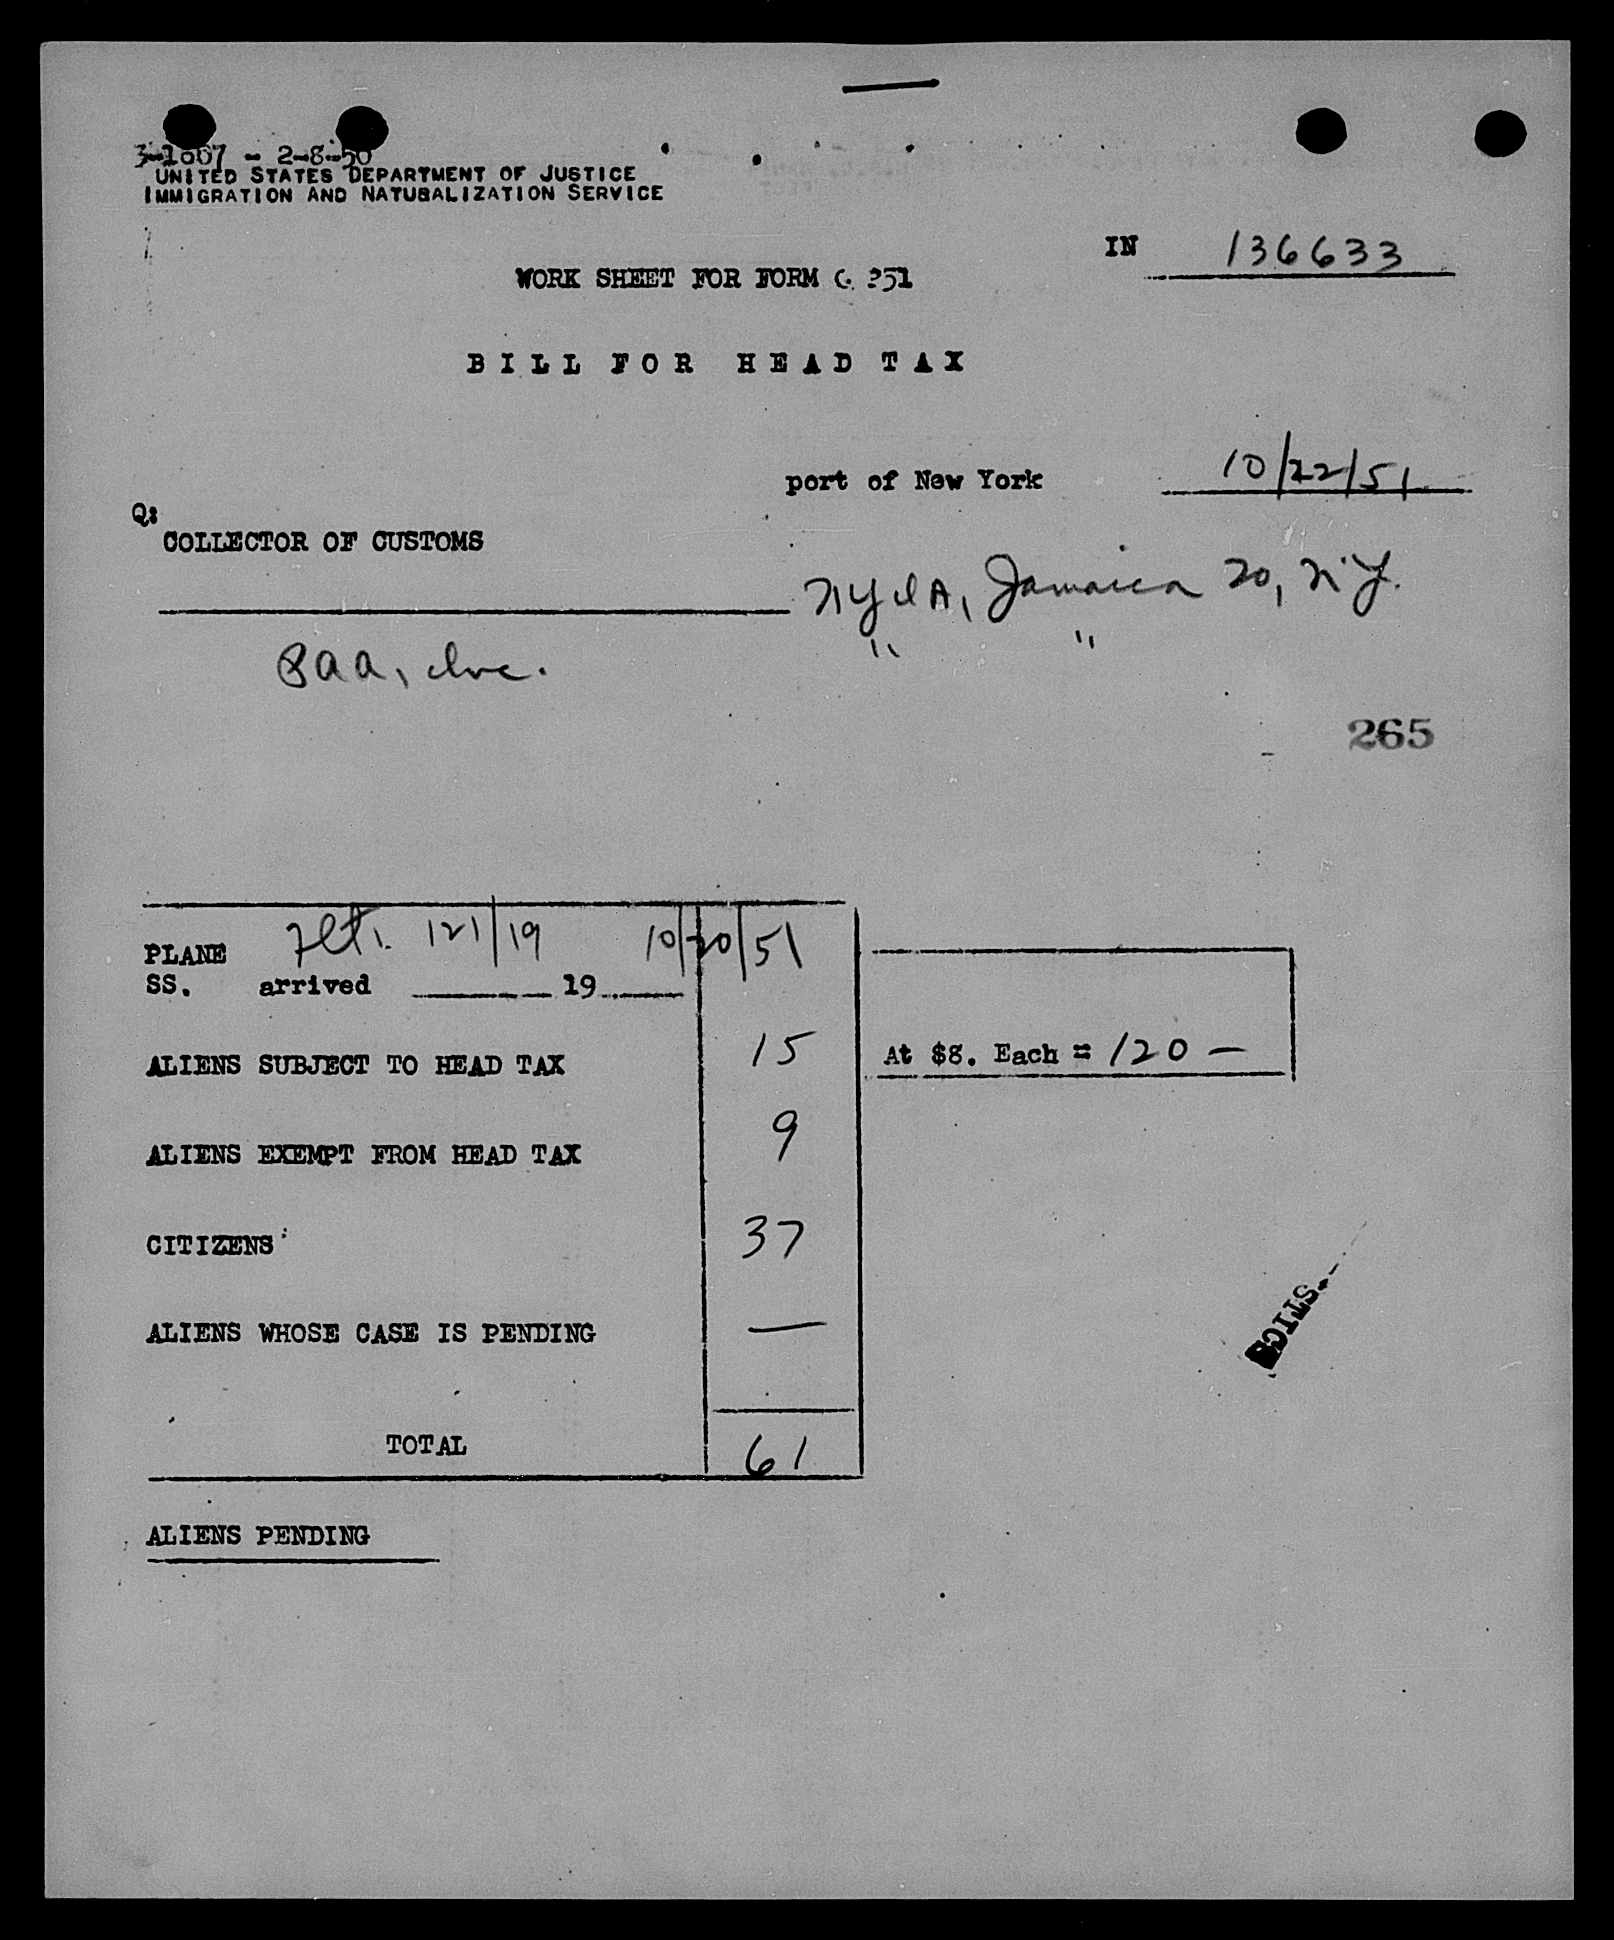 3-1667 - 2-8-50
UNITED STATES DEPARTMENT OF JUSTICE
IMMIGRATION AND NATURALIZATION SERVICE
IN 136633
WORK SHEET FOR FORM G. 251
BILL FOR HEAD TAX
port of New York 10/22/51
Q:
COLLECTOR OF CUSTOMS
NYIA, Jamaica 20, N.Y.
PAA, Inc. " "
265
PLANE Flt. 121/19 10/20/51
SS. arrived 19
ALIENS SUBJECT TO HEAD TAX 15 At $8. Each = 120 —
ALIENS EXEMPT FROM HEAD TAX 9
CITIZENS 37
ALIENS WHOSE CASE IS PENDING —
TOTAL 61
ALIENS PENDING